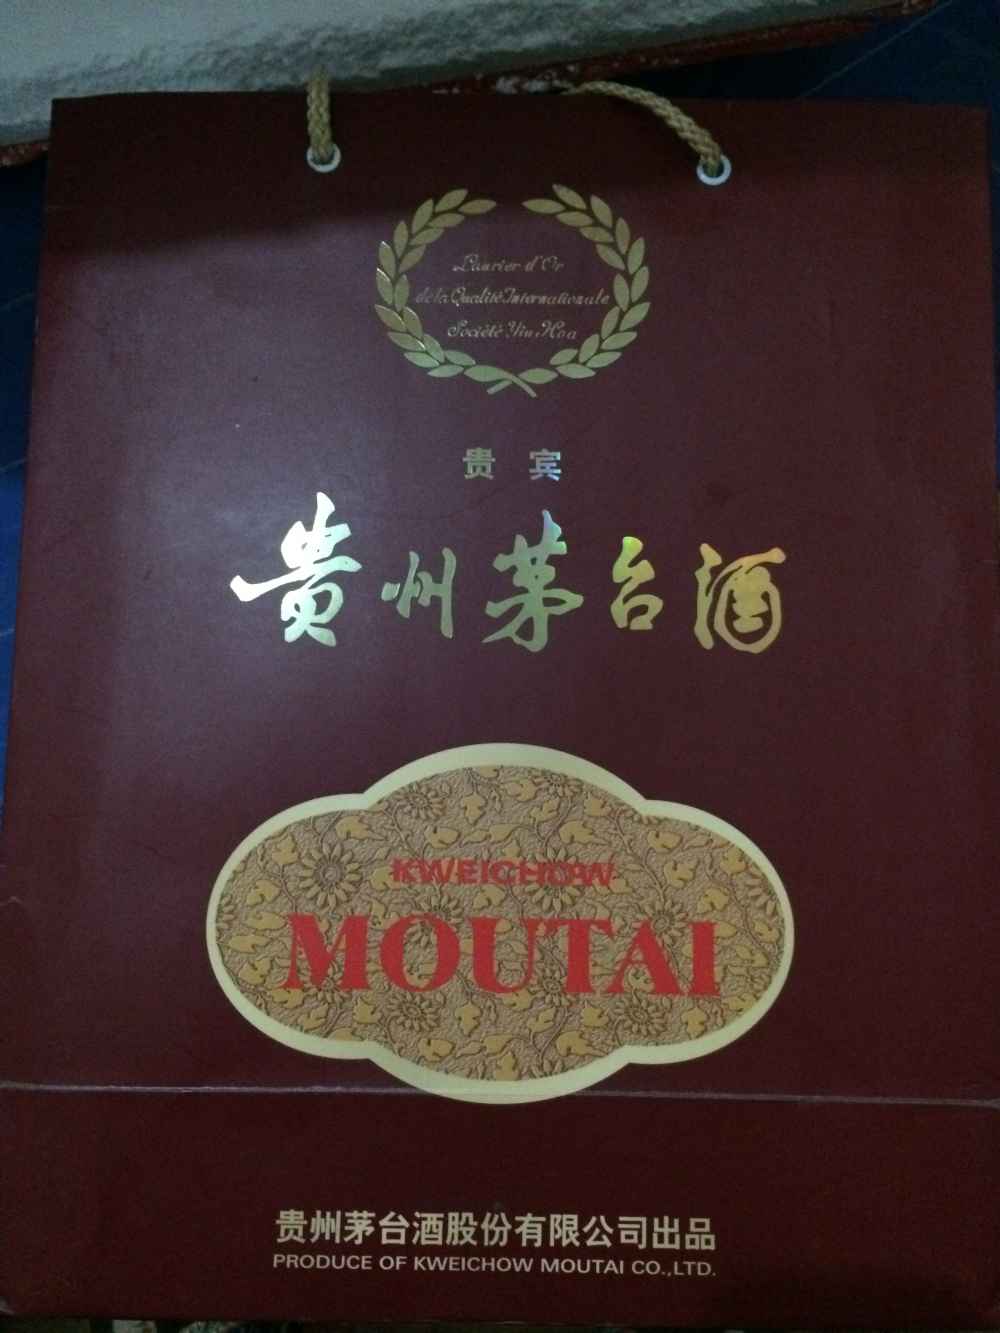 Laurier d'Or
de la Qualité Internationale
Société Yin Hoa
贵宾
贵州茅台酒
KWEICHOW
MOUTAI
贵州茅台酒股份有限公司出品
PRODUCE OF KWEICHOW MOUTAI CO.,LTD.